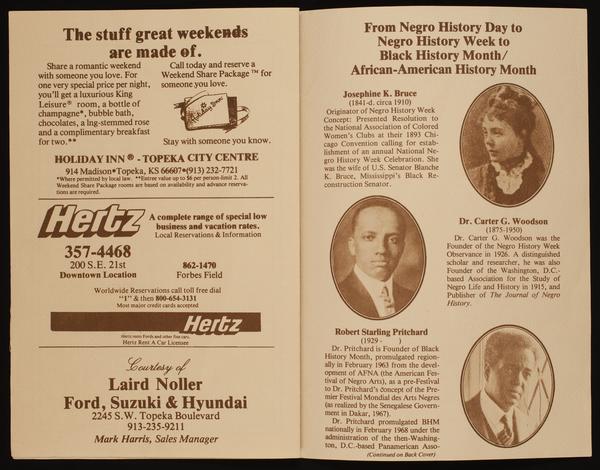 The stuff great weekends
are made of.
Share a romantic weekend
with someone you love. For
one very special price per night,
you'll get a luxurious King
Leisure® room, a bottle of
champagne*, bubble bath,
chocolates, a lng-stemmed rose
and a complimentary breakfast
for two.**
Call today and reserve a
Weekend Share Package™ for
someone you love.
Holiday Inn
Stay with someone you know.
HOLIDAY INN® - TOPEKA CITY CENTRE
914 Madison*Topeka, KS 66607*(913) 232-7721
*Where permitted by local law. **Entree value up to $6 per person-limit 2. All
Weekend Share Package rooms are based on availability and advance reserva-
tions are required.
Hertz
A complete range of special low
business and vacation rates.
Local Reservations & Information
357-4468
200 S.E. 21st
Downtown Location
862-1470
Forbes Field
Worldwide Reservations call toll free dial
"1" & then 800-654-3131
Most major credit cards accepted
Hertz
Hertz rents Fords and other fine cars.
Hertz Rent A Car Licensee
Courtesy of
Laird Noller
Ford, Suzuki & Hyundai
2245 S.W. Topeka Boulevard
913-235-9211
Mark Harris, Sales Manager
From Negro History Day to
Negro History Week to
Black History Month/
African-American History Month
Josephine K. Bruce
(1841-d. circa 1910)
Originator of Negro History Week
Concept: Presented Resolution to
the National Association of Colored
Women's Clubs at their 1893 Chi-
cago Convention calling for estab-
lishment of an annual National Ne-
gro History Week Celebration. She
was the wife of U.S. Senator Blanche
K. Bruce, Mississippi's Black Re-
construction Senator.
Dr. Carter G. Woodson
(1875-1950)
Dr. Carter G. Woodson was the
Founder of the Negro History Week
Observance in 1926. A distinguished
scholar and researcher, he was also
Founder of the Washington, D.C.-
based Association for the Study of
Negro Life and History in 1915, and
Publisher of The Journal of Negro
History.
Robert Starling Pritchard
(1929 - )
Dr. Pritchard is Founder of Black
History Month, promulgated region-
ally in February 1963 from the devel-
opment of AFNA (the American Fes-
tival of Negro Arts), as a pre-Festival
to Dr. Pritchard's concept of the Pre-
mier Festival Mondial des Arts Negres
(as realized by the Senegalese Govern-
ment in Dakar, 1967).
Dr. Pritchard promulgated BHM
nationally in February 1968 under the
administration of the then-Washing-
ton, D.C.-based Panamerican Asso-
(Continued on Back Cover)